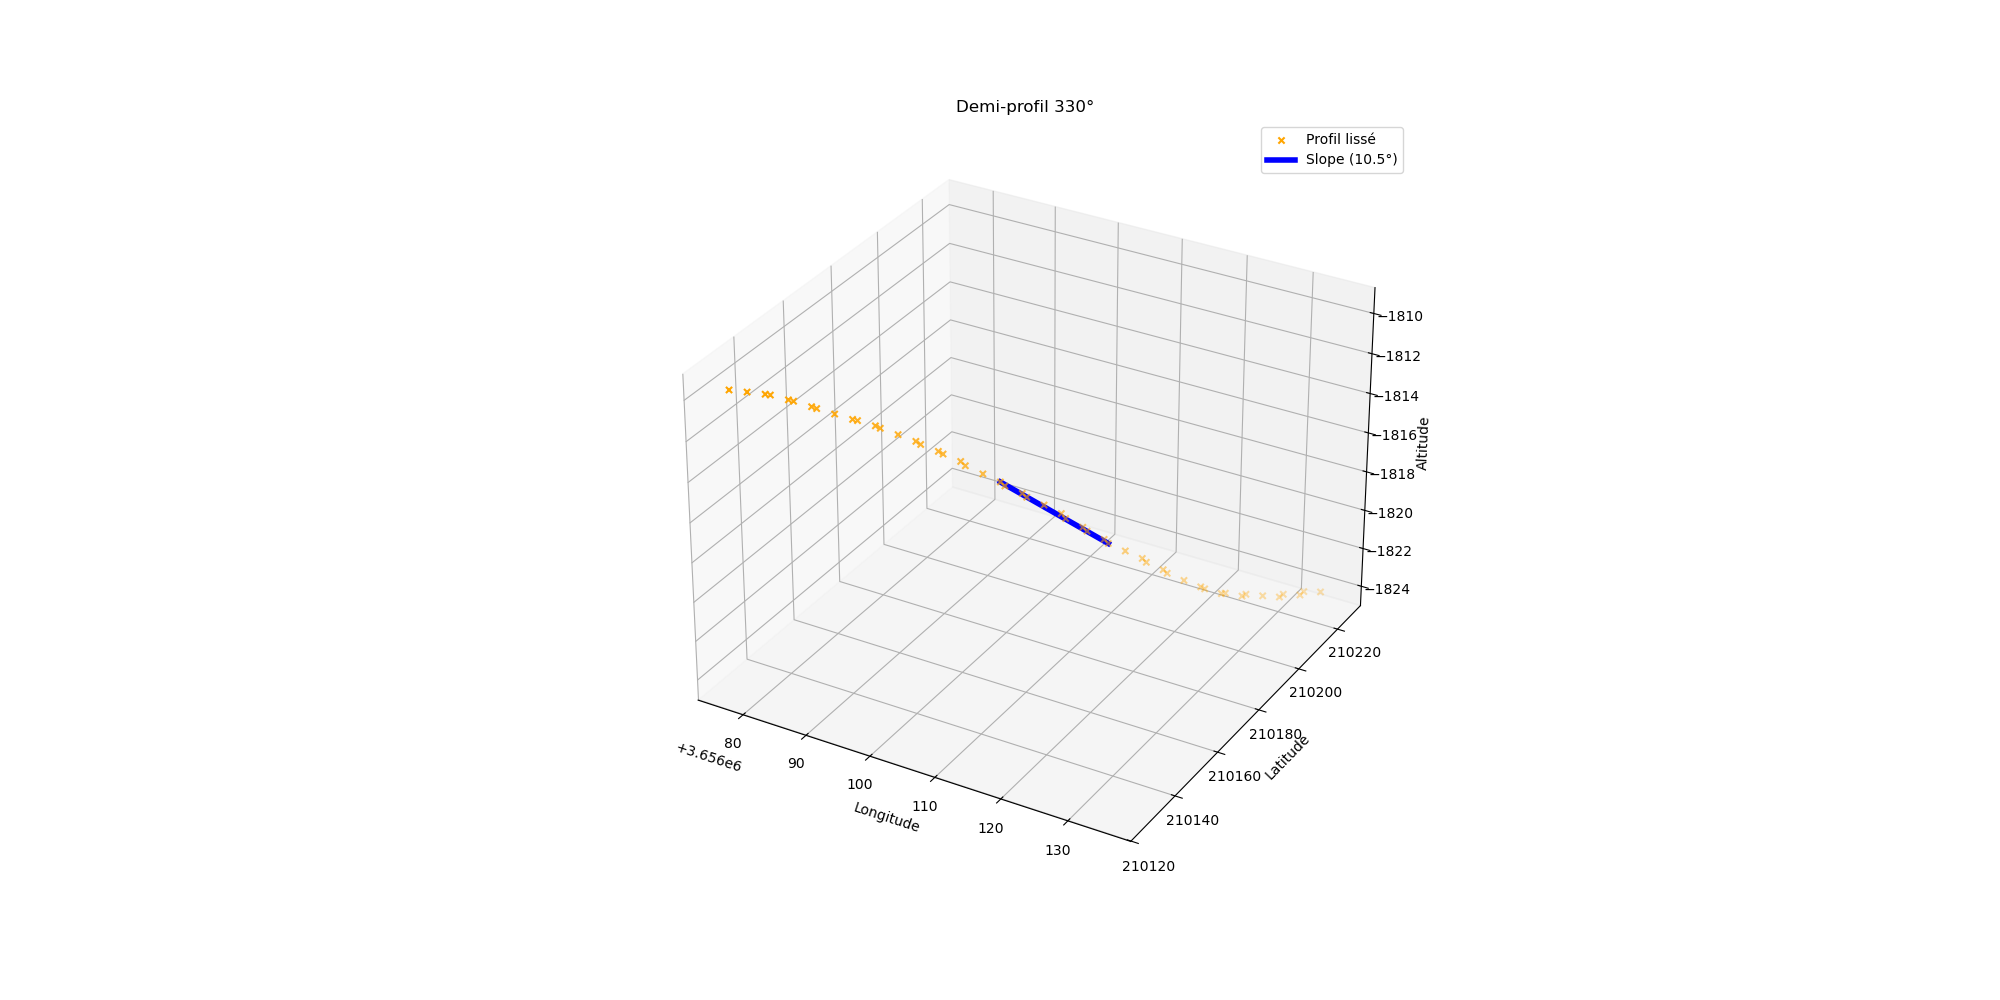 Demi-profil 330°
Profil lissé
Slope (10.5°)
−1810
−1812
−1814
−1816
−1818
−1820
−1822
−1824
Altitude
210220
210200
210180
210160
210140
210120
Latitude
80
90
100
110
120
130
+3.656e6
Longitude